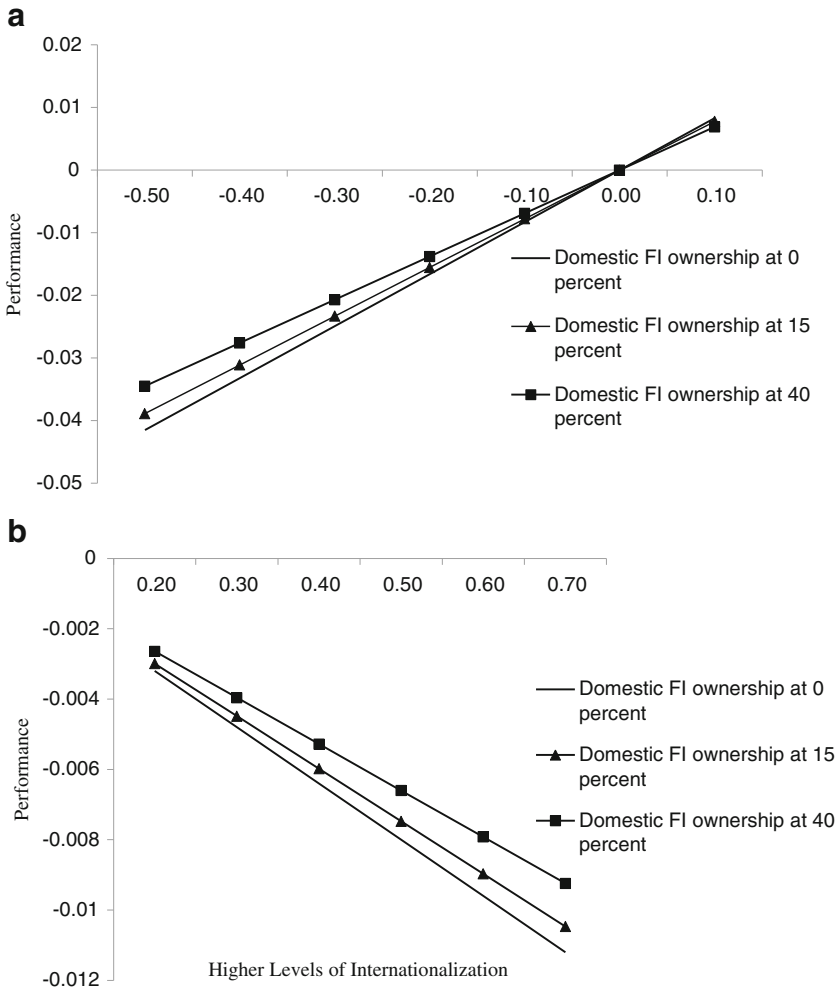 a
0.02
0.01
0
-0.50 -0.40 -0.30 -0.20 -0.10 0.00 0.10
-0.01
-0.02
-0.03
-0.04
-0.05
Performance
Domestic FI ownership at 0
percent
Domestic FI ownership at 15
percent
Domestic FI ownership at 40
percent
b
0
0.20 0.30 0.40 0.50 0.60 0.70
-0.002
-0.004
-0.006
-0.008
-0.01
-0.012
Performance
Domestic FI ownership at 0
percent
Domestic FI ownership at 15
percent
Domestic FI ownership at 40
percent
Higher Levels of Internationalization